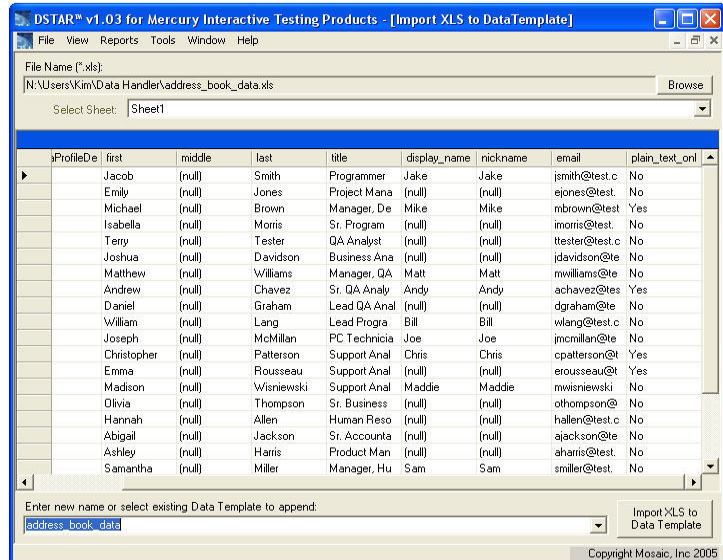 DSTAR™ v1.03 for Mercury Interactive Testing Products - [Import XLS to DataTemplate]
File View Reports Tools Window Help
File Name (*.xls):
N:\Users\Kim\Data Handler\address_book_data.xls Browse
Select Sheet: Sheet1
ıProfileDe first middle last title display_name nickname email plain_text_onl
Jacob (null) Smith Programmer Jake Jake jsmith@test.c No
Emily (null) Jones Project Mana (null) (null) ejones@test. No
Michael (null) Brown Manager, De Mike Mike mbrown@test Yes
Isabella (null) Morris Sr. Program (null) (null) imorris@test. No
Terry (null) Tester QA Analyst (null) (null) ttester@test.c No
Joshua (null) Davidson Business Ana (null) (null) jdavidson@te No
Matthew (null) Williams Manager, QA Matt Matt mwilliams@te No
Andrew (null) Chavez Sr. QA Analy Andy Andy achavez@tes Yes
Daniel (null) Graham Lead QA Anal (null) (null) dgraham@te No
William (null) Lang Lead Progra Bill Bill wlang@test.c No
Joseph (null) McMillan PC Technicia Joe Joe jmcmillan@te No
Christopher (null) Patterson Support Anal Chris Chris cpatterson@t Yes
Emma (null) Rousseau Support Anal (null) (null) erousseau@t Yes
Madison (null) Wisniewski Support Anal Maddie Maddie mwisniewski No
Olivia (null) Thompson Sr. Business (null) (null) othompson@ No
Hannah (null) Allen Human Reso (null) (null) hallen@test.c No
Abigail (null) Jackson Sr. Accounta (null) (null) ajackson@te No
Ashley (null) Harris Product Man (null) (null) aharris@test. No
Samantha (null) Miller Manager, Hu Sam Sam smiller@test. No
Enter new name or select existing Data Template to append:
address_book_data
Import XLS to
Data Template
Copyright Mosaic, Inc 2005